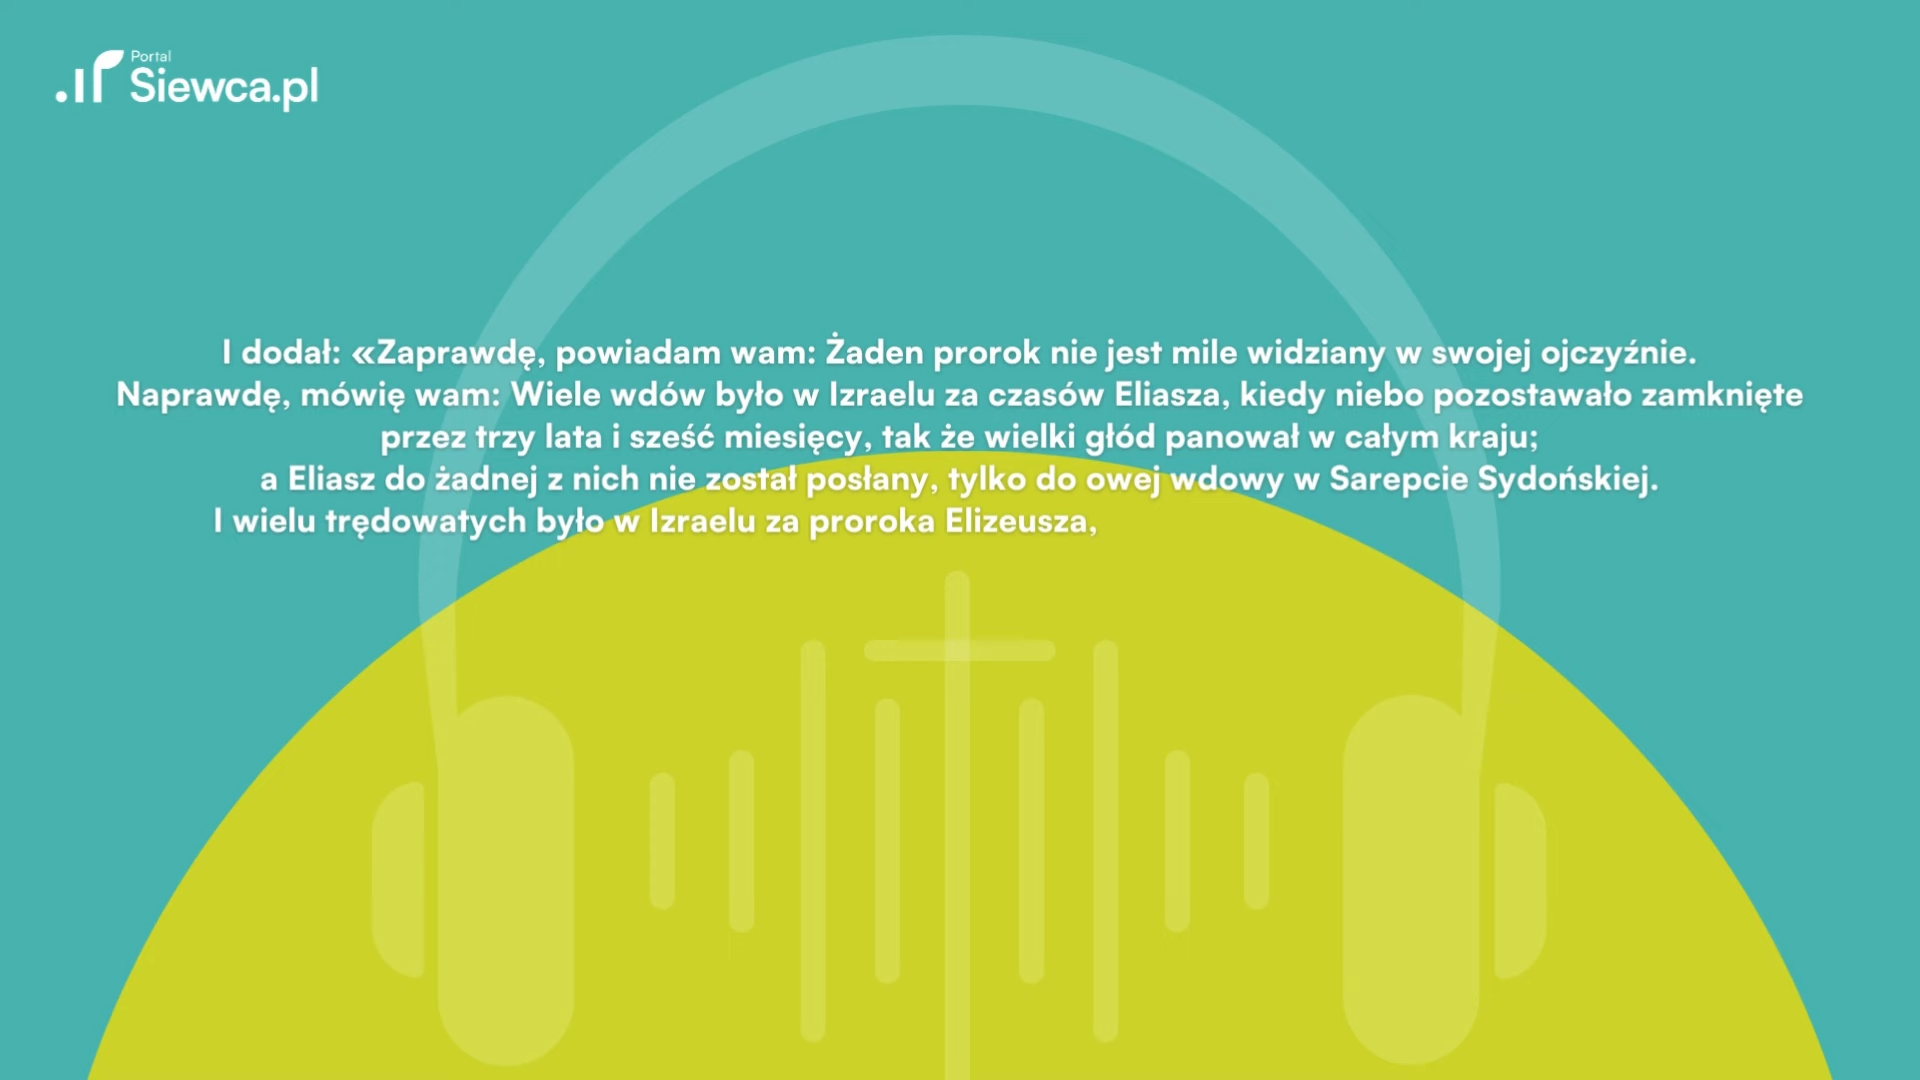 Portal
Siewca.pl
I dodał: «Zaprawdę, powiadam wam: Żaden prorok nie jest mile widziany w swojej ojczyźnie.
Naprawdę, mówię wam: Wiele wdów było w Izraelu za czasów Eliasza, kiedy niebo pozostawało zamknięte
przez trzy lata i sześć miesięcy, tak że wielki głód panował w całym kraju;
a Eliasz do żadnej z nich nie został posłany, tylko do owej wdowy w Sarepcie Sydońskiej.
I wielu trędowatych było w Izraelu za proroka Elizeusza,